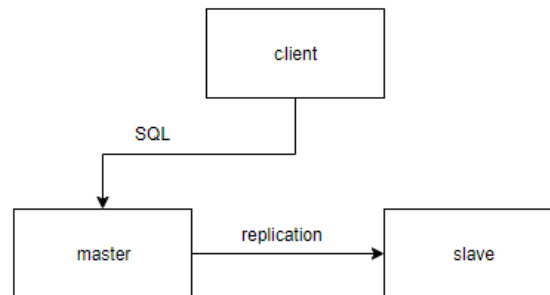 client
SQL
replication
master
slave